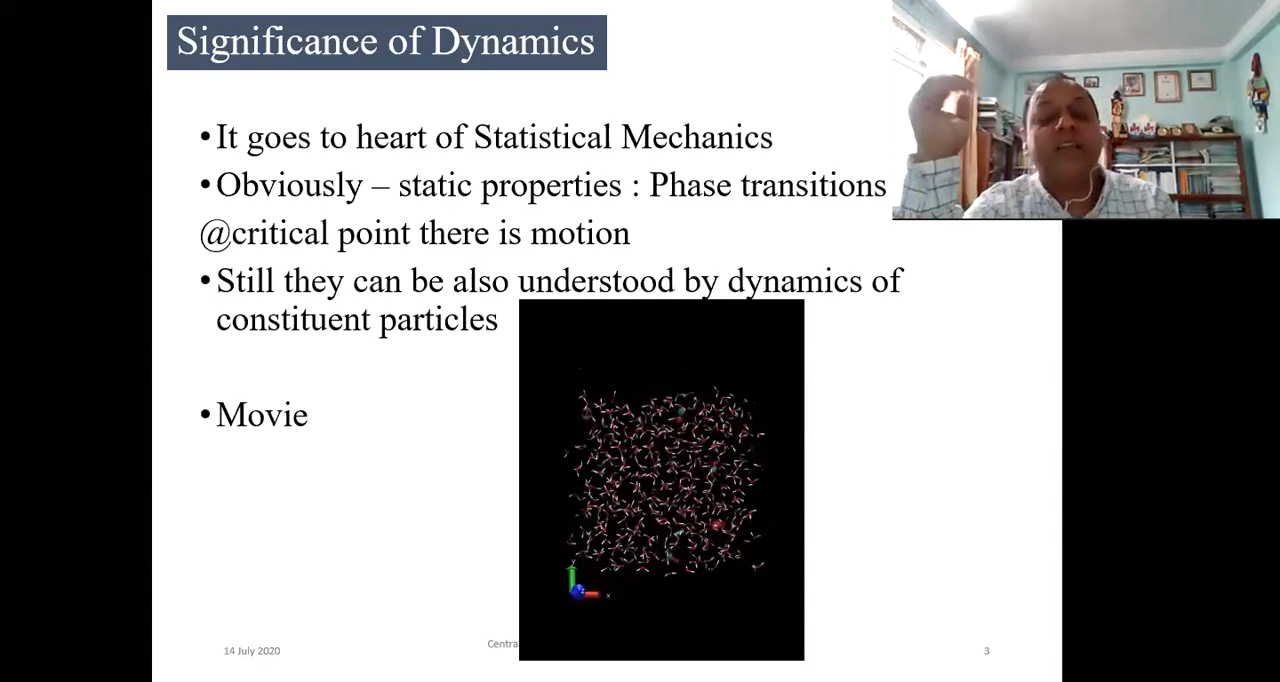 Significance of Dynamics
•It goes to heart of Statistical Mechanics
•Obviously – static properties : Phase transitions
@critical point there is motion
•Still they can be also understood by dynamics of
constituent particles
•Movie
x
14 July 2020
Centra
3